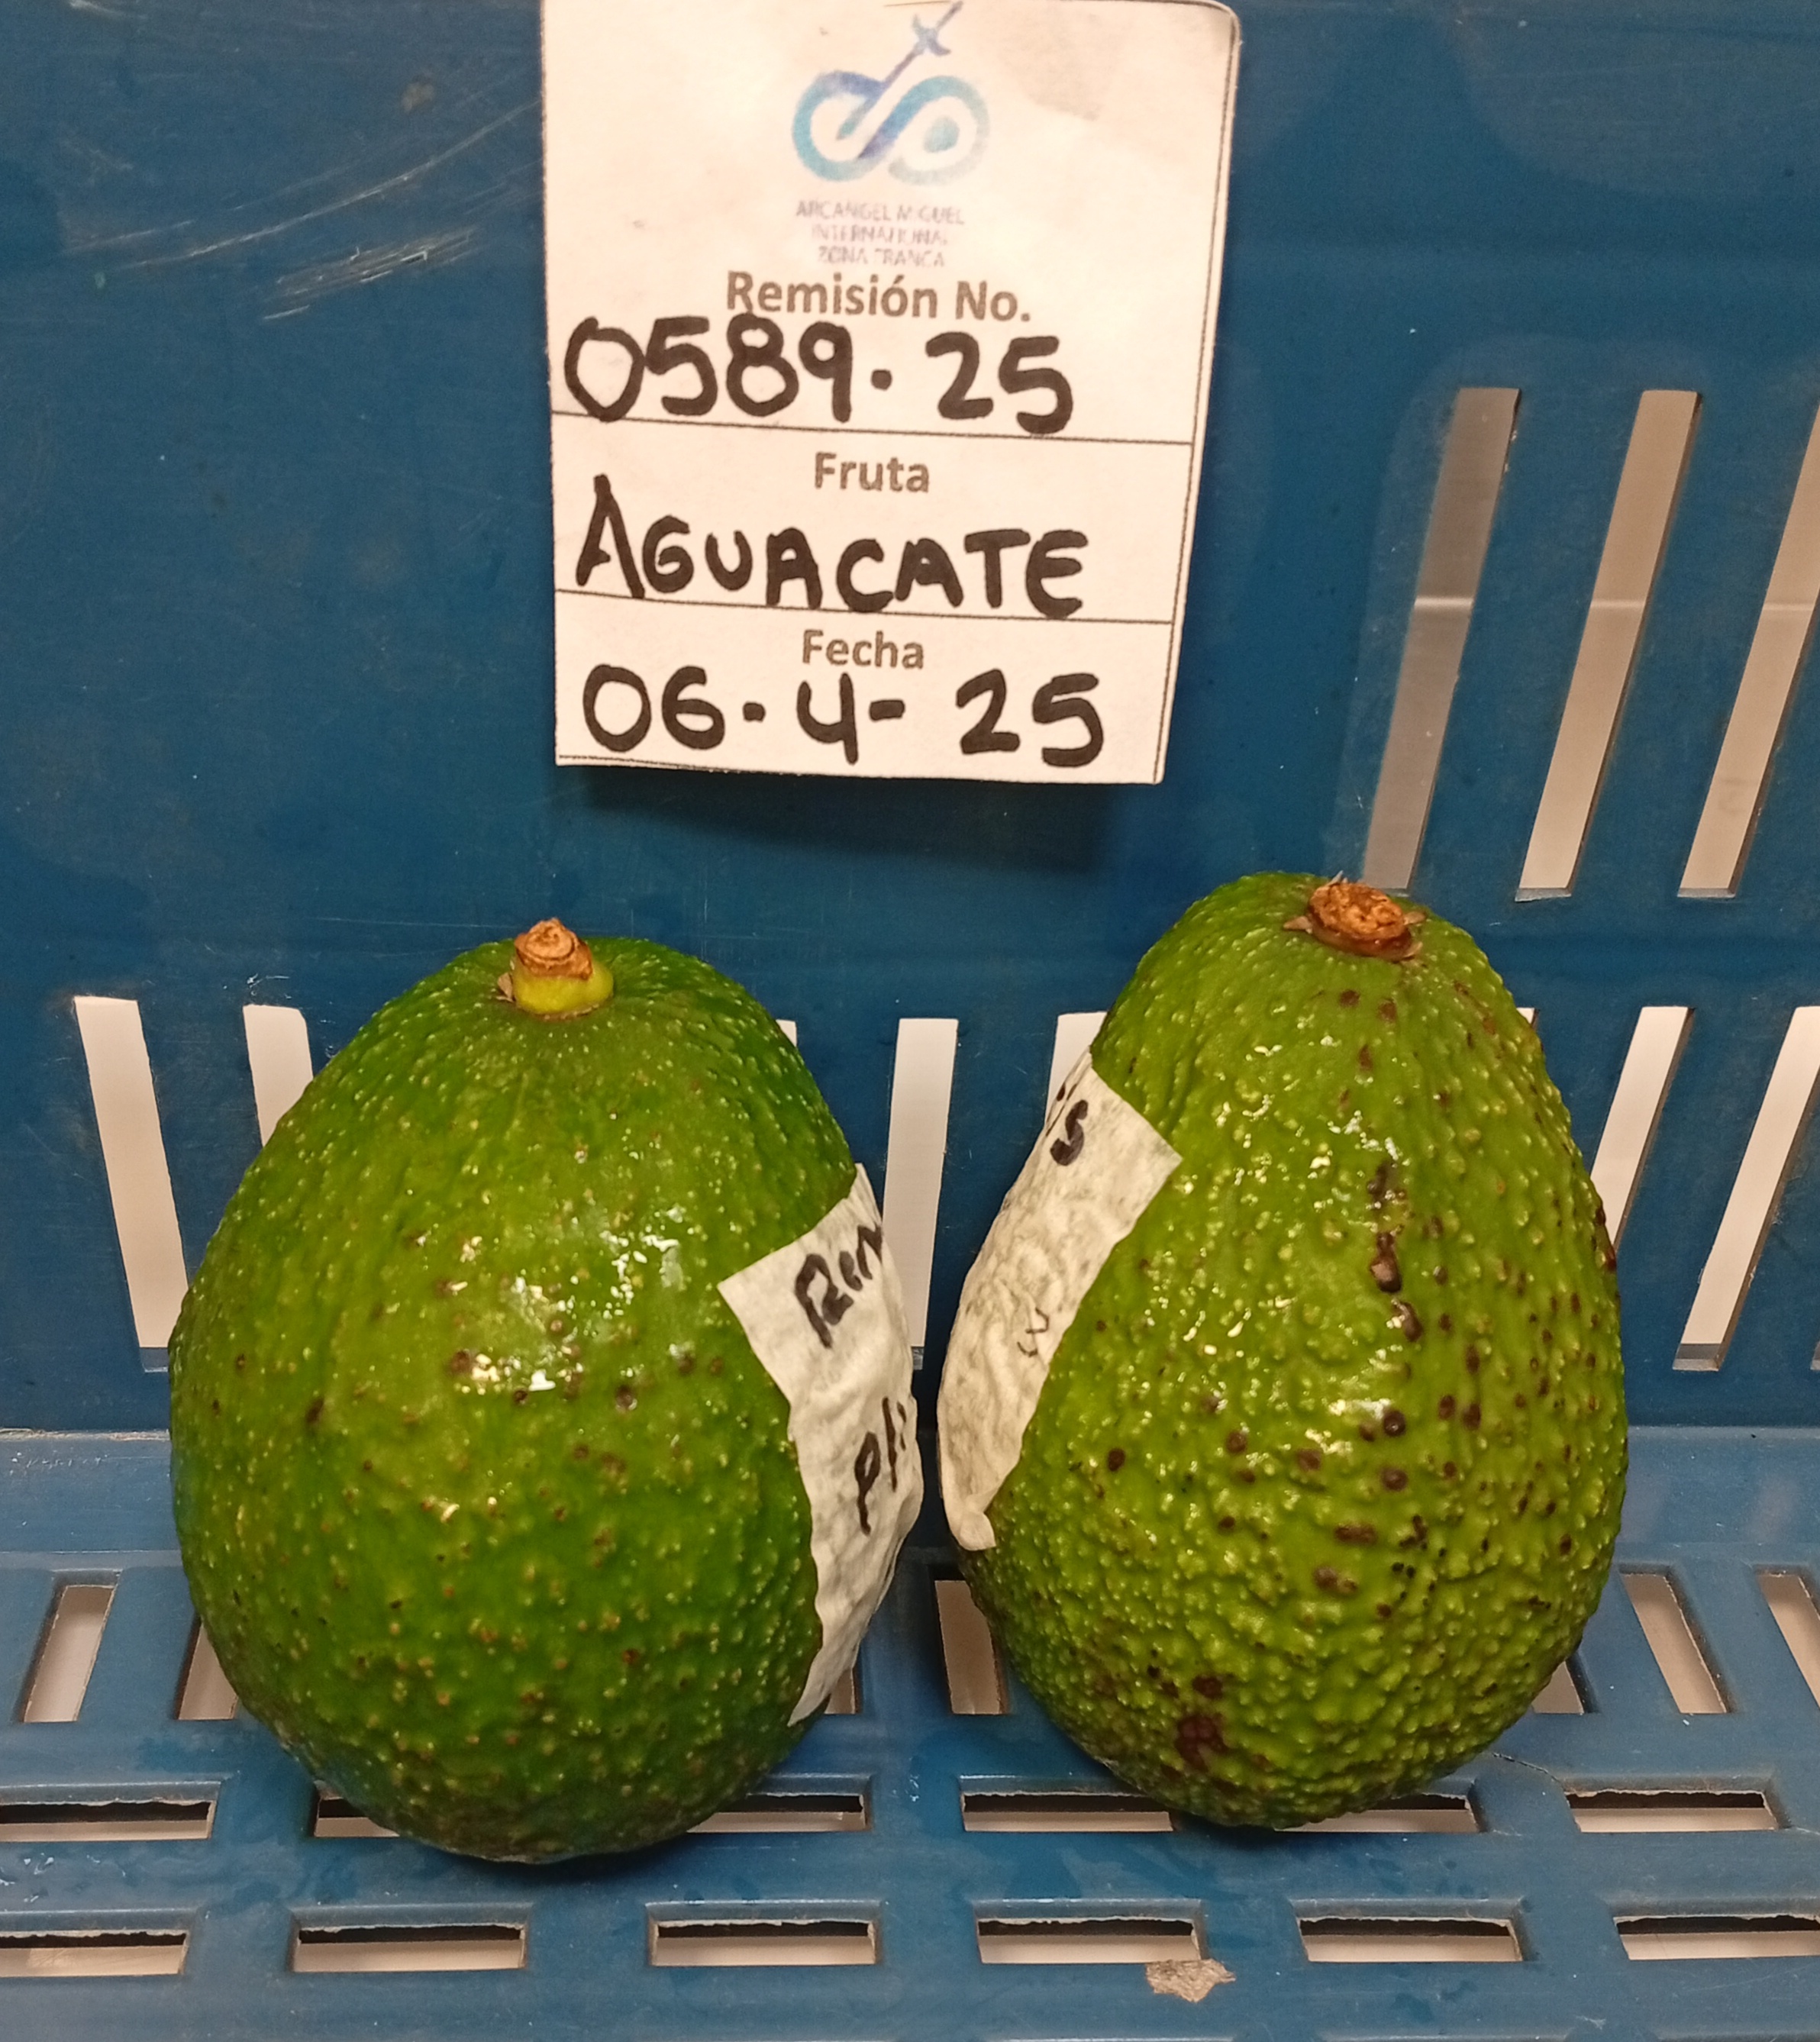 ARCANGEL MIGUEL
INTERNATIONAL
ZONA FRANCA
Remisión No.
0589.25
Fruta
AGUACATE
Fecha
06-4-25